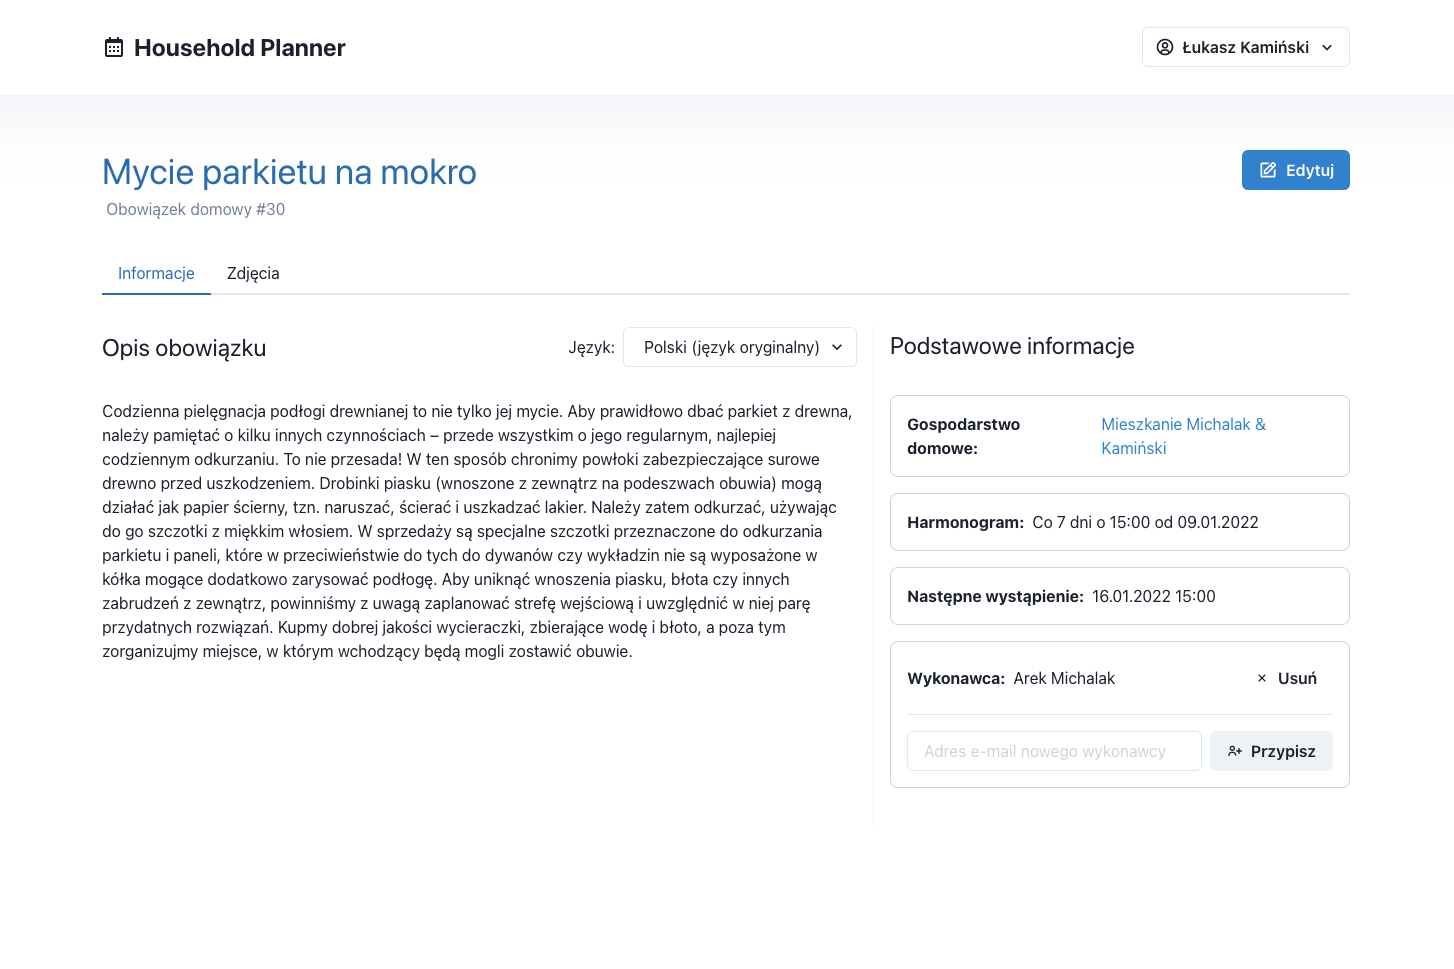 Household Planner
Łukasz Kamiński
Mycie parkietu na mokro
Edytuj
Obowiązek domowy #30
Informacje
Zdjęcia
Opis obowiązku
Język:
Polski (język oryginalny)
Codzienna pielęgnacja podłogi drewnianej to nie tylko jej mycie. Aby prawidłowo dbać parkiet z drewna,
należy pamiętać o kilku innych czynnościach – przede wszystkim o jego regularnym, najlepiej
codziennym odkurzaniu. To nie przesada! W ten sposób chronimy powłoki zabezpieczające surowe
drewno przed uszkodzeniem. Drobinki piasku (wnoszone z zewnątrz na podeszwach obuwia) mogą
działać jak papier ścierny, tzn. naruszać, ścierać i uszkadzać lakier. Należy zatem odkurzać, używając
do go szczotki z miękkim włosiem. W sprzedaży są specjalne szczotki przeznaczone do odkurzania
parkietu i paneli, które w przeciwieństwie do tych do dywanów czy wykładzin nie są wyposażone w
kółka mogące dodatkowo zarysować podłogę. Aby uniknąć wnoszenia piasku, błota czy innych
zabrudzeń z zewnątrz, powinniśmy z uwagą zaplanować strefę wejściową i uwzględnić w niej parę
przydatnych rozwiązań. Kupmy dobrej jakości wycieraczki, zbierające wodę i błoto, a poza tym
zorganizujmy miejsce, w którym wchodzący będą mogli zostawić obuwie.
Podstawowe informacje
Gospodarstwo
domowe:
Mieszkanie Michalak &
Kamiński
Harmonogram: Co 7 dni o 15:00 od 09.01.2022
Następne wystąpienie: 16.01.2022 15:00
Wykonawca: Arek Michalak
Usuń
Adres e-mail nowego wykonawcy
Przypisz